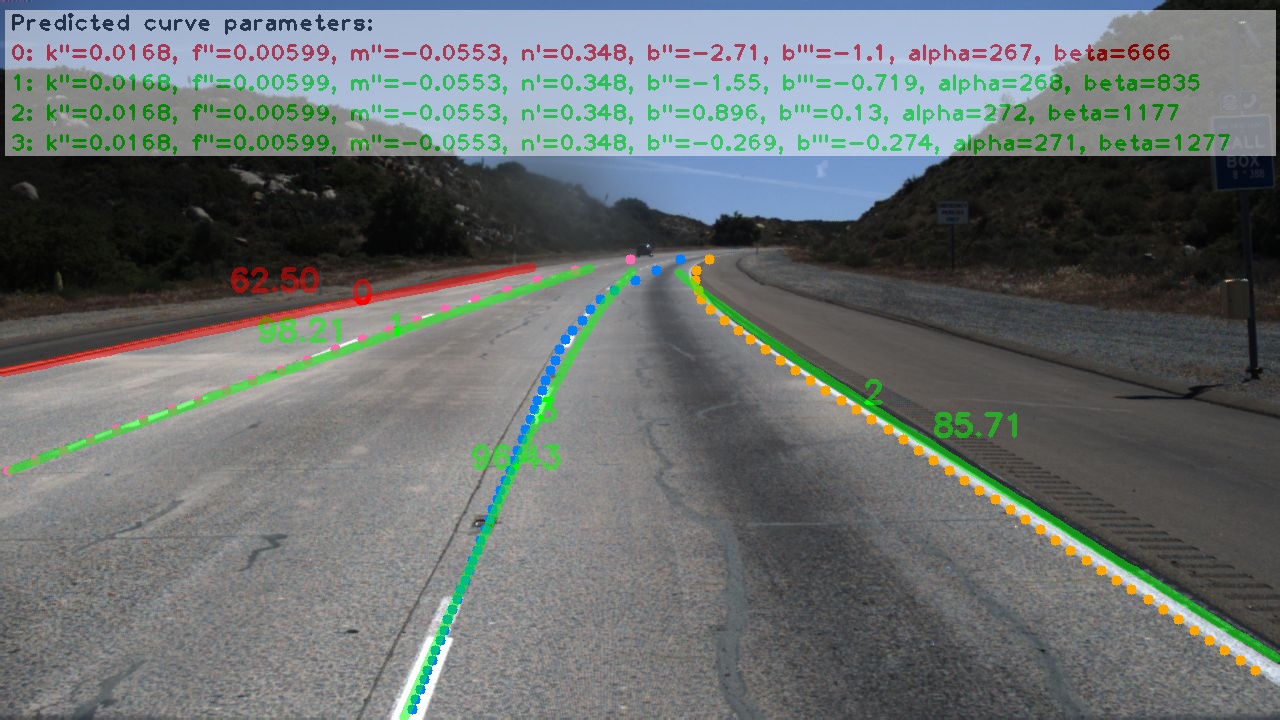 Predicted curve parameters:
0: k''=0.0168, f''=0.00599, m''=−0.0553, n'=0.348, b''=−2.71, b'''=−1.1, alpha=267, beta=666
1: k''=0.0168, f''=0.00599, m''=−0.0553, n'=0.348, b''=−1.55, b'''=−0.719, alpha=268, beta=835
2: k''=0.0168, f''=0.00599, m''=−0.0553, n'=0.348, b''=0.896, b'''=0.13, alpha=272, beta=1177
3: k''=0.0168, f''=0.00599, m''=−0.0553, n'=0.348, b''=−0.269, b'''=−0.274, alpha=271, beta=1277
CALL
BOX
8 388
62.50
0
98.21
1
2
3
85.71
96.43